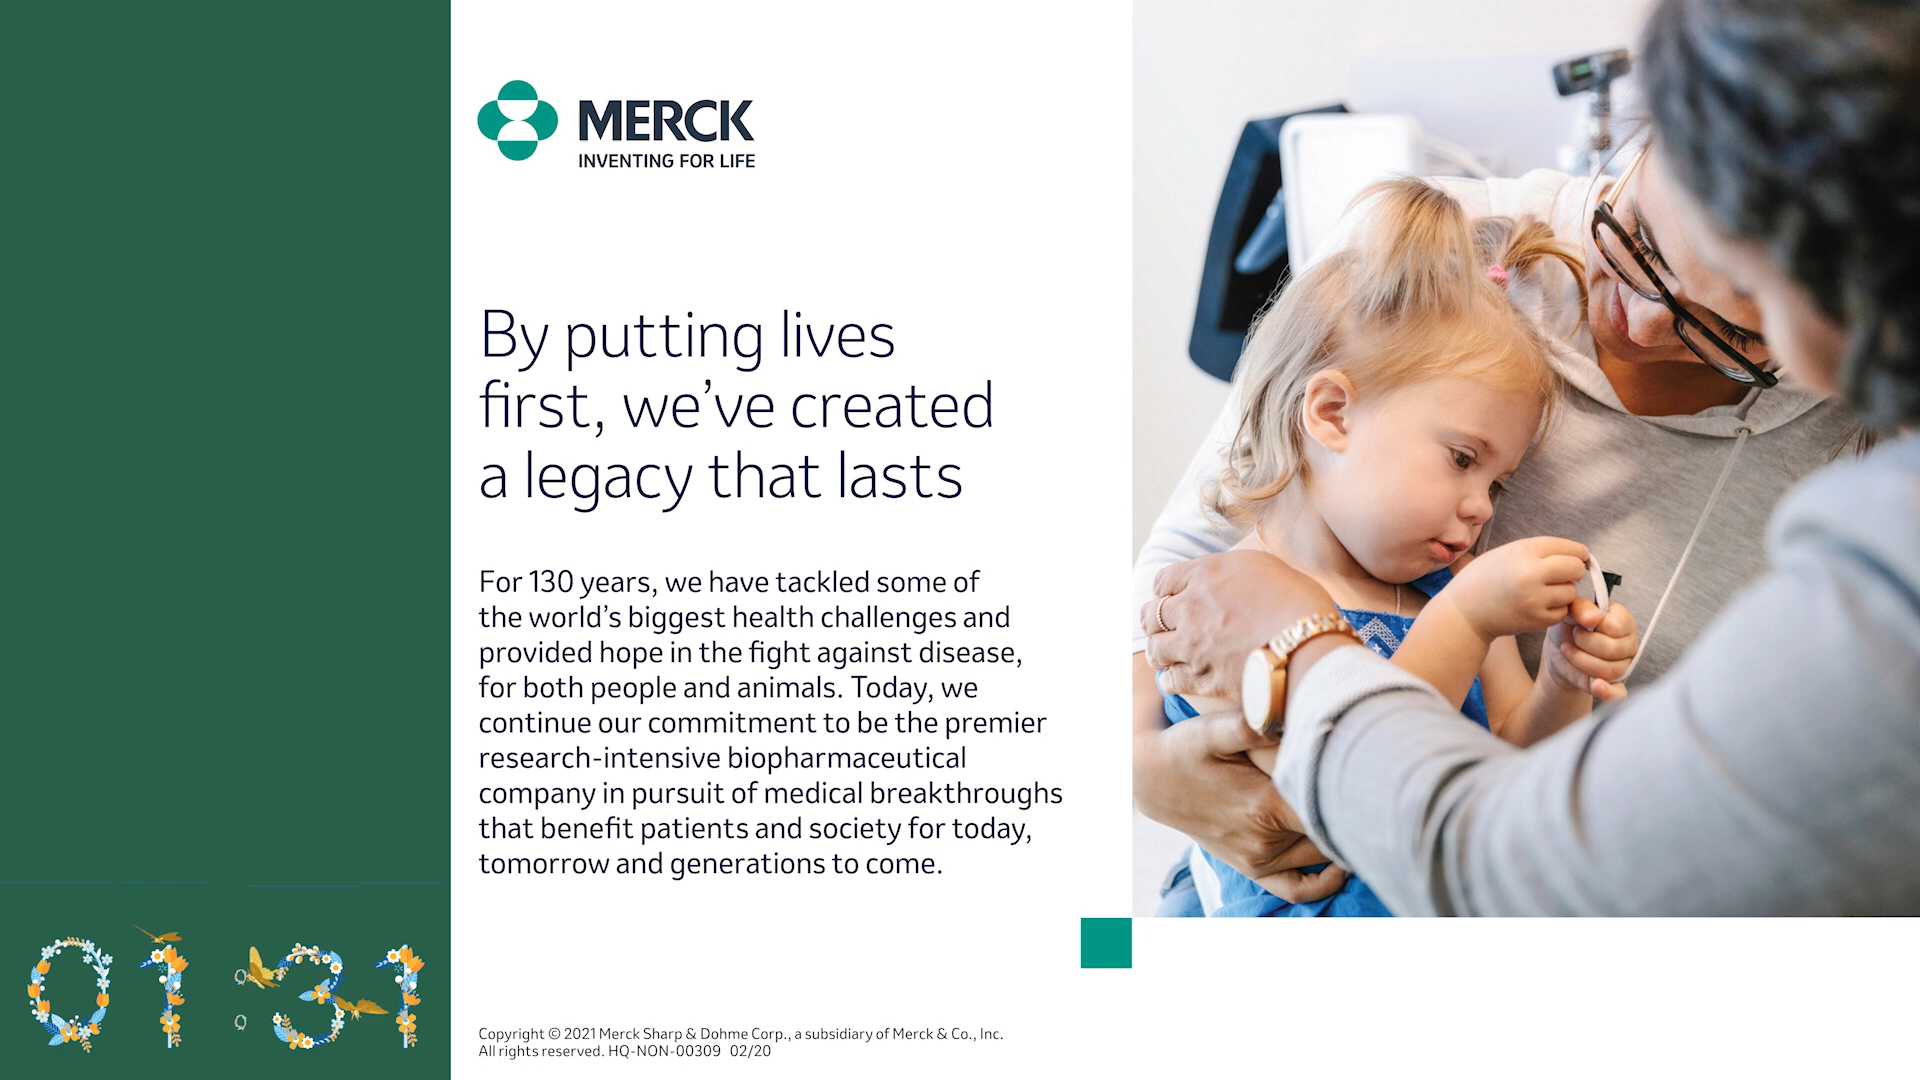 MERCK
INVENTING FOR LIFE
By putting lives
first, we’ve created
a legacy that lasts
For 130 years, we have tackled some of
the world’s biggest health challenges and
provided hope in the fight against disease,
for both people and animals. Today, we
continue our commitment to be the premier
research-intensive biopharmaceutical
company in pursuit of medical breakthroughs
that benefit patients and society for today,
tomorrow and generations to come.
01:31
Copyright © 2021 Merck Sharp & Dohme Corp., a subsidiary of Merck & Co., Inc.
All rights reserved. HQ-NON-00309 02/20